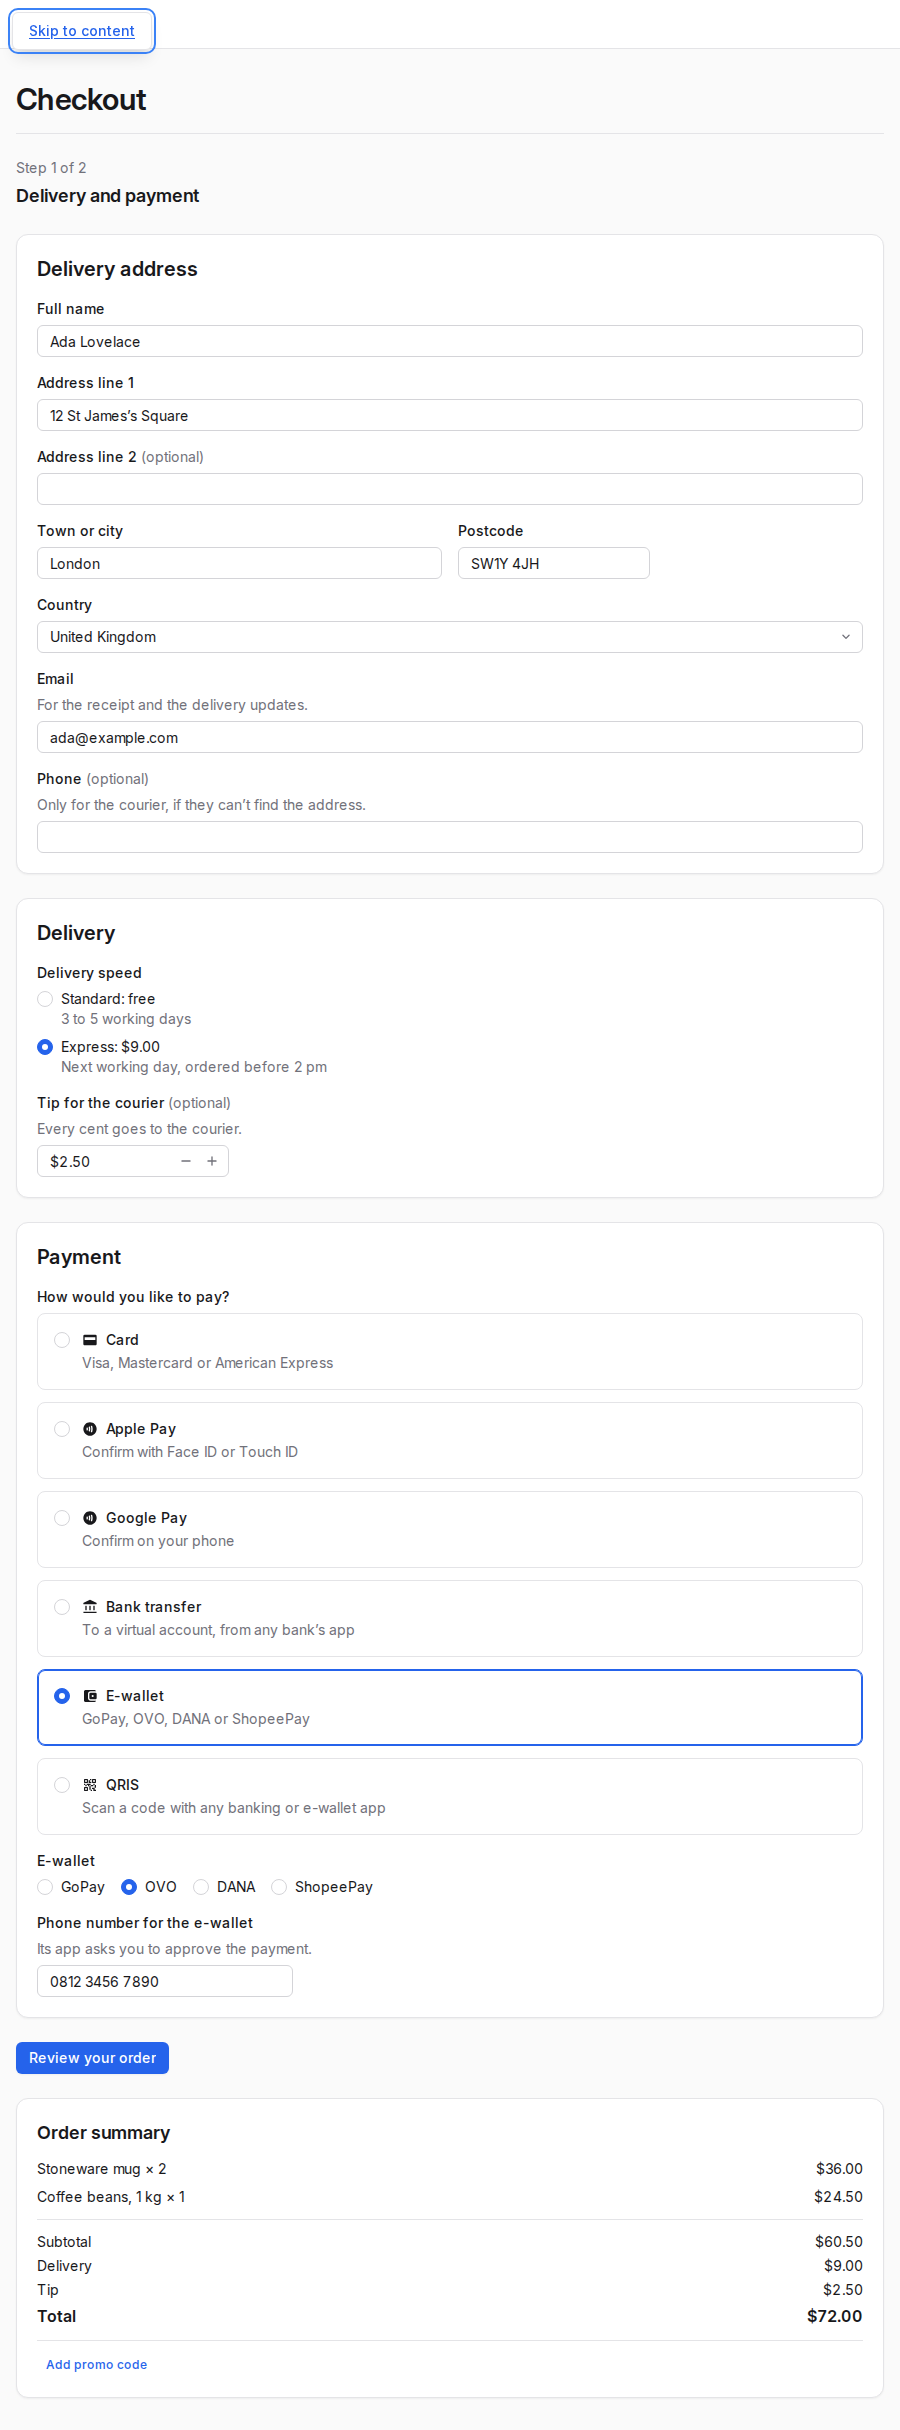 Skip to content
Checkout
Step 1 of 2
Delivery and payment
Delivery address
Full name
Ada Lovelace
Address line 1
12 St James’s Square
Address line 2 (optional)
Town or city
Postcode
London
SW1Y 4JH
Country
United Kingdom
Email
For the receipt and the delivery updates.
ada@example.com
Phone (optional)
Only for the courier, if they can’t find the address.
Delivery
Delivery speed
Standard: free
3 to 5 working days
Express: $9.00
Next working day, ordered before 2 pm
Tip for the courier (optional)
Every cent goes to the courier.
$2.50
Payment
How would you like to pay?
Card
Visa, Mastercard or American Express
Apple Pay
Confirm with Face ID or Touch ID
Google Pay
Confirm on your phone
Bank transfer
To a virtual account, from any bank’s app
E-wallet
GoPay, OVO, DANA or ShopeePay
QRIS
Scan a code with any banking or e-wallet app
E-wallet
GoPay OVO DANA ShopeePay
Phone number for the e-wallet
Its app asks you to approve the payment.
0812 3456 7890
Review your order
Order summary
Stoneware mug × 2 $36.00
Coffee beans, 1 kg × 1 $24.50
Subtotal $60.50
Delivery $9.00
Tip $2.50
Total $72.00
Add promo code